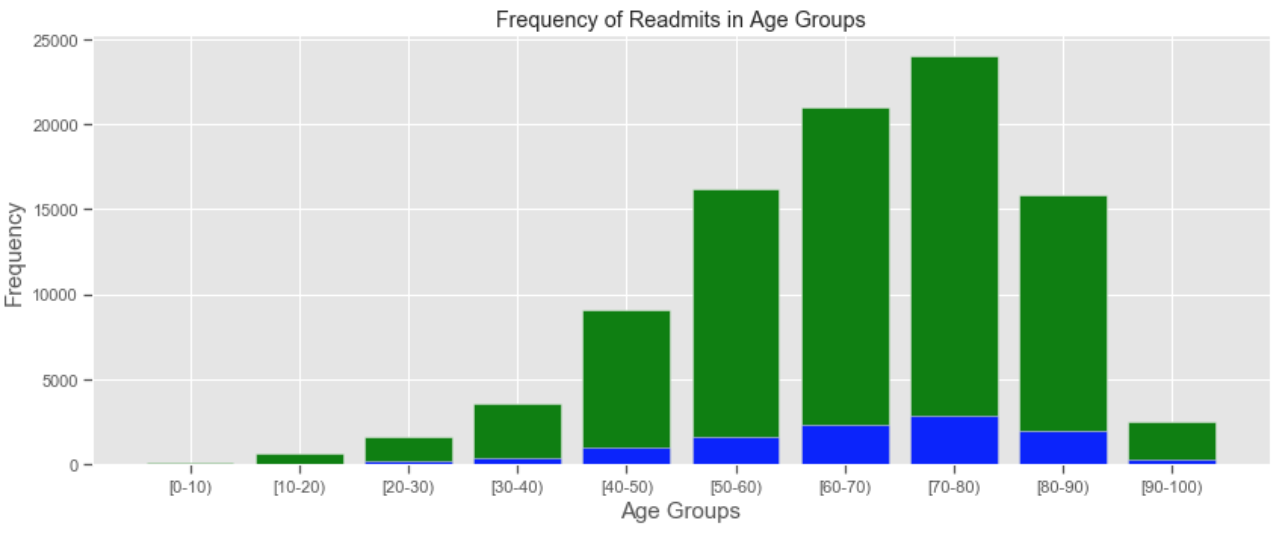 Frequency of Readmits in Age Groups
25000
20000
15000
10000
5000
0
Frequency
[0-10) [10-20) [20-30) [30-40) [40-50) [50-60) [60-70) [70-80) [80-90) [90-100)
Age Groups